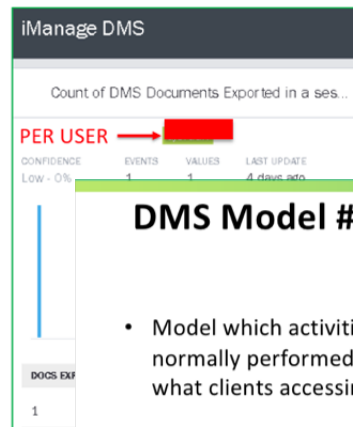 iManage DMS
Count of DMS Documents Exported in a ses...
PER USER
CONFIDENCE EVENTS VALUES LAST UPDATE
Low - 0% 1 1 4 days ago
DMS Model #
• Model which activiti
normally performed
what clients accessin
DOCS EXP
1